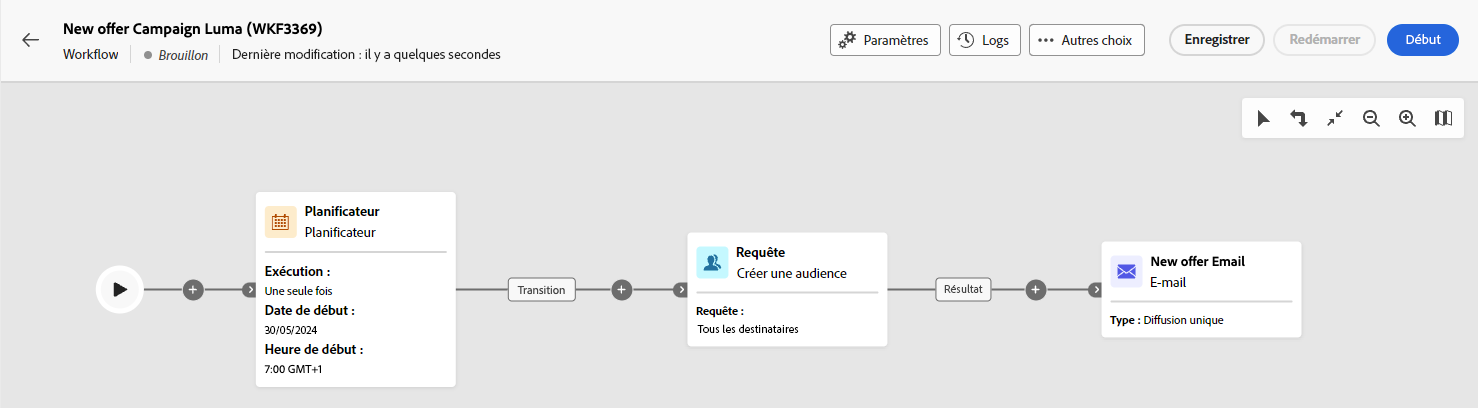 New offer Campaign Luma (WKF3369)
Workflow
Brouillon
Dernière modification : il y a quelques secondes
Paramètres
Logs
Autres choix
Enregistrer
Redémarrer
Début
Planificateur
Planificateur
Exécution :
Une seule fois
Date de début :
30/05/2024
Heure de début :
7:00 GMT+1
Transition
Requête
Créer une audience
Requête :
Tous les destinataires
Résultat
New offer Email
E-mail
Type : Diffusion unique